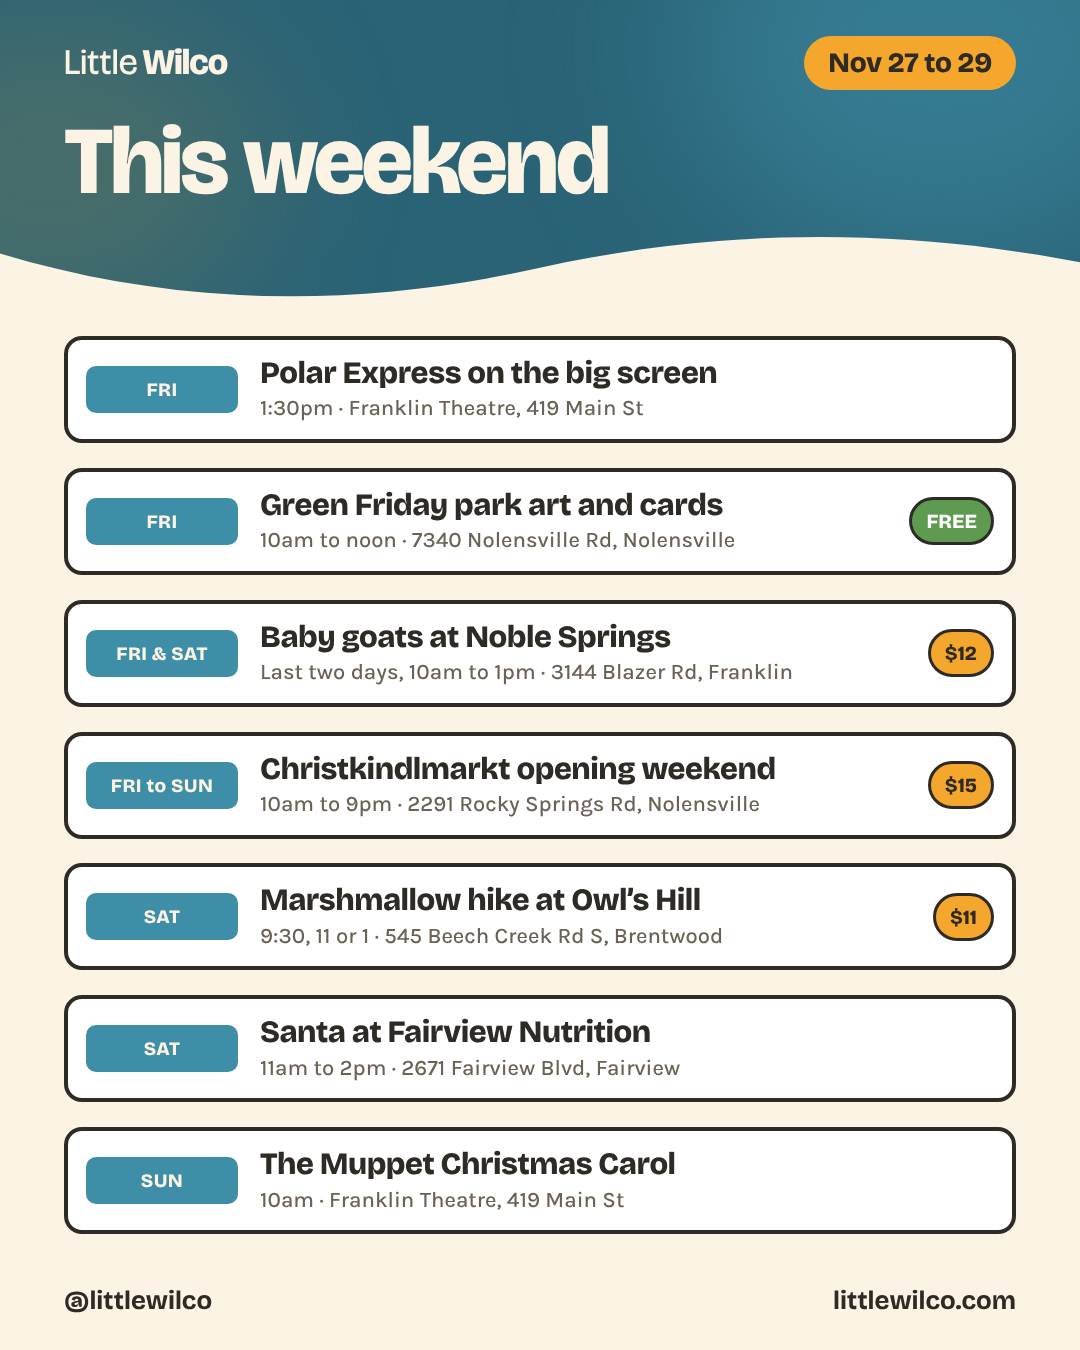 Little Wilco
Nov 27 to 29
This weekend
FRI
Polar Express on the big screen
1:30pm · Franklin Theatre, 419 Main St
FRI
Green Friday park art and cards
10am to noon · 7340 Nolensville Rd, Nolensville
FREE
FRI & SAT
Baby goats at Noble Springs
Last two days, 10am to 1pm · 3144 Blazer Rd, Franklin
$12
FRI to SUN
Christkindlmarkt opening weekend
10am to 9pm · 2291 Rocky Springs Rd, Nolensville
$15
SAT
Marshmallow hike at Owl’s Hill
9:30, 11 or 1 · 545 Beech Creek Rd S, Brentwood
$11
SAT
Santa at Fairview Nutrition
11am to 2pm · 2671 Fairview Blvd, Fairview
SUN
The Muppet Christmas Carol
10am · Franklin Theatre, 419 Main St
@littlewilco
littlewilco.com